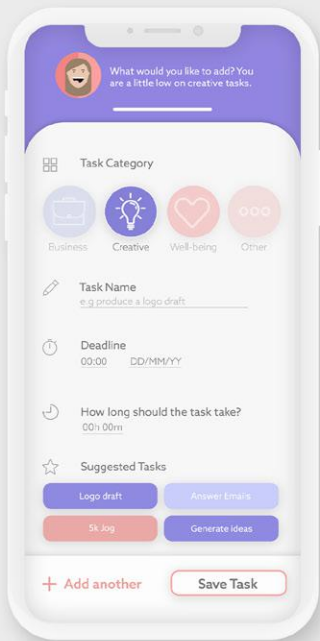 What would you like to add? You
are a little low on creative tasks.
Task Category
Business Creative Well-being Other
Task Name
e.g produce a logo draft
Deadline
00:00 DD/MM/YY
How long should the task take?
00h 00m
Suggested Tasks
Logo draft Answer Emails
5k Jog Generate ideas
+ Add another Save Task